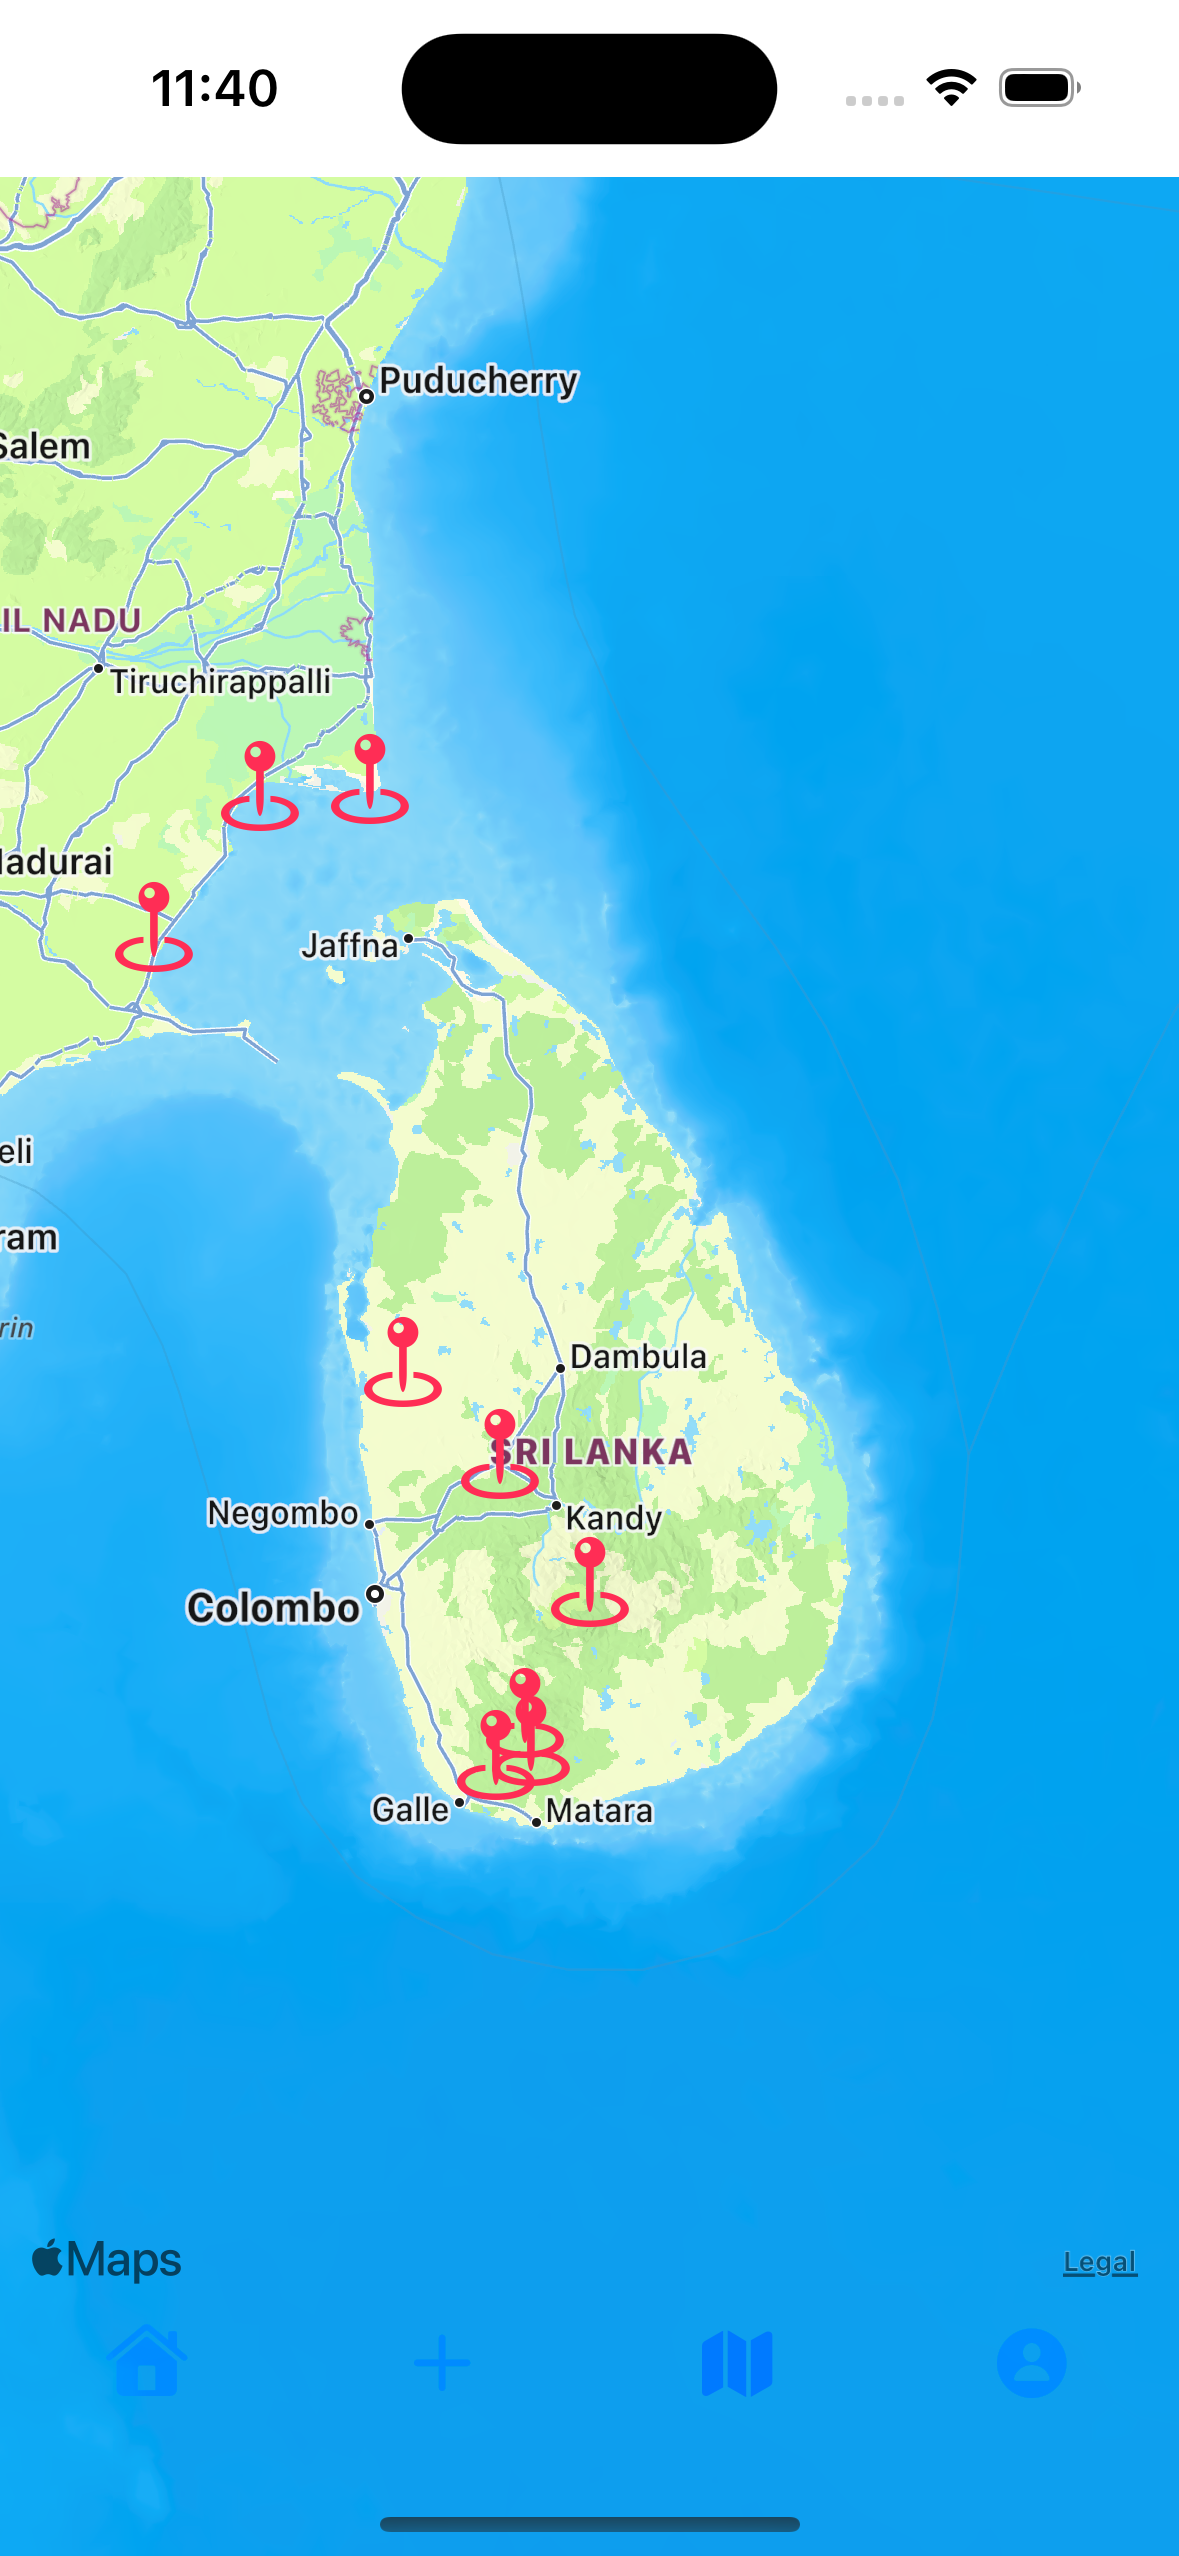 11:40
Puducherry
Salem
IL NADU
Tiruchirappalli
adurai
Jaffna
eli
ram
rin
Dambula
SRI LANKA
Negombo
Kandy
Colombo
Galle
Matara
Maps
Legal